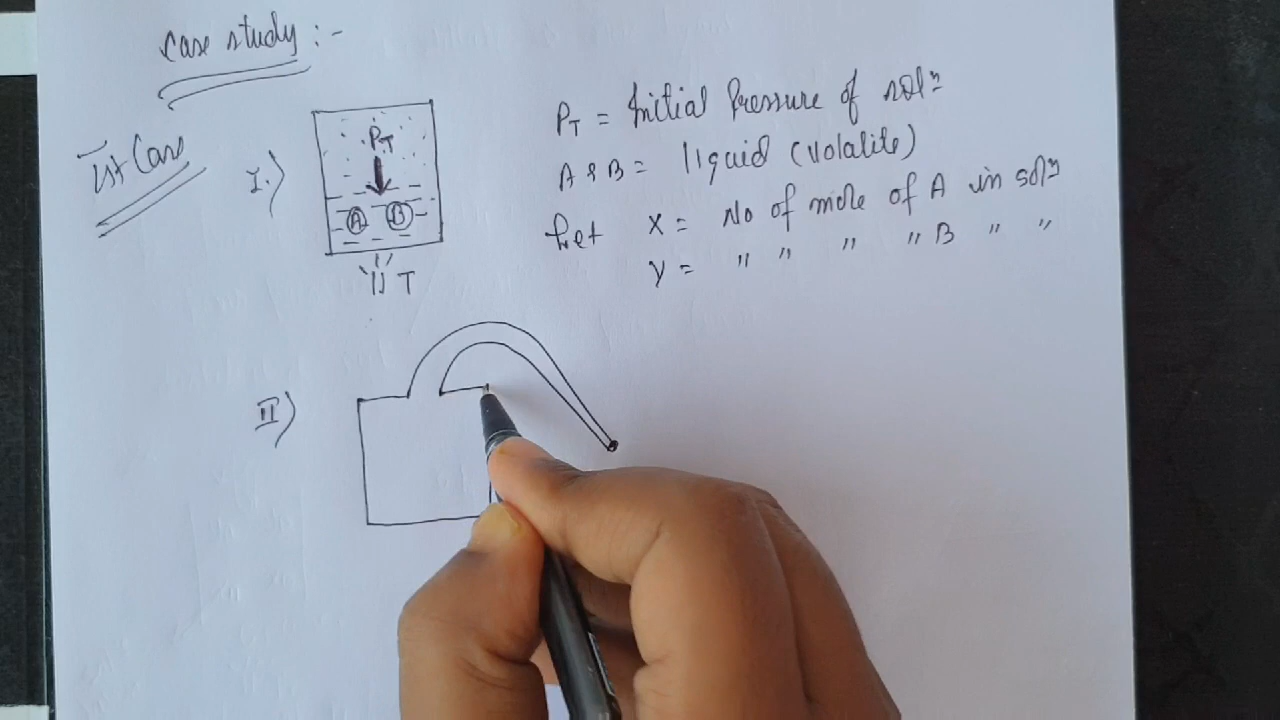 Case study :-
Ist Case
I.)
PT
A B
T
PT = Initial Pressure of solⁿ
A & B = liquid (volatile)
Let X = No of mole of A in solⁿ
Y = " " " " B " "
II)